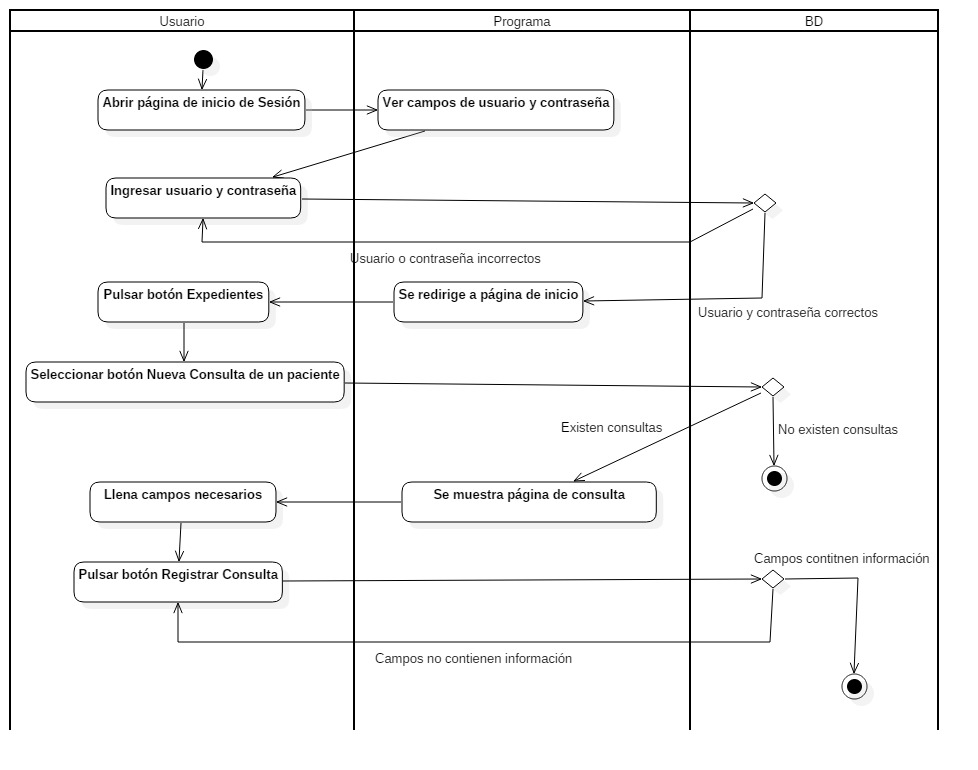 Usuario
Programa
BD
Abrir página de inicio de Sesión
Ver campos de usuario y contraseña
Ingresar usuario y contraseña
Usuario o contraseña incorrectos
Pulsar botón Expedientes
Se redirige a página de inicio
Usuario y contraseña correctos
Seleccionar botón Nueva Consulta de un paciente
Existen consultas
No existen consultas
Llena campos necesarios
Se muestra página de consulta
Campos contitnen información
Pulsar botón Registrar Consulta
Campos no contienen información